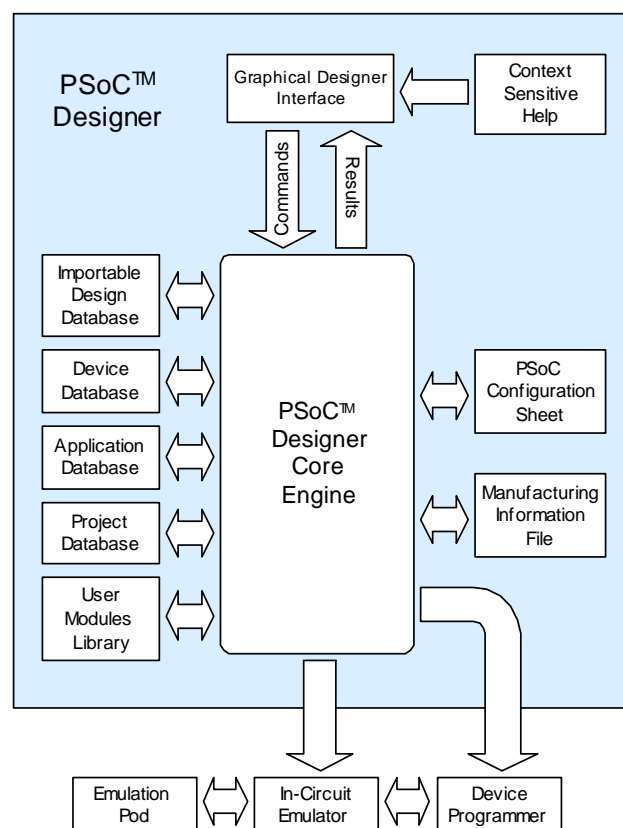 PSoC™
Designer
Graphical Designer
Interface
Context
Sensitive
Help
Commands
Results
Importable
Design
Database
Device
Database
Application
Database
Project
Database
User
Modules
Library
PSoC™
Designer
Core
Engine
PSoC
Configuration
Sheet
Manufacturing
Information
File
Emulation
Pod
In-Circuit
Emulator
Device
Programmer